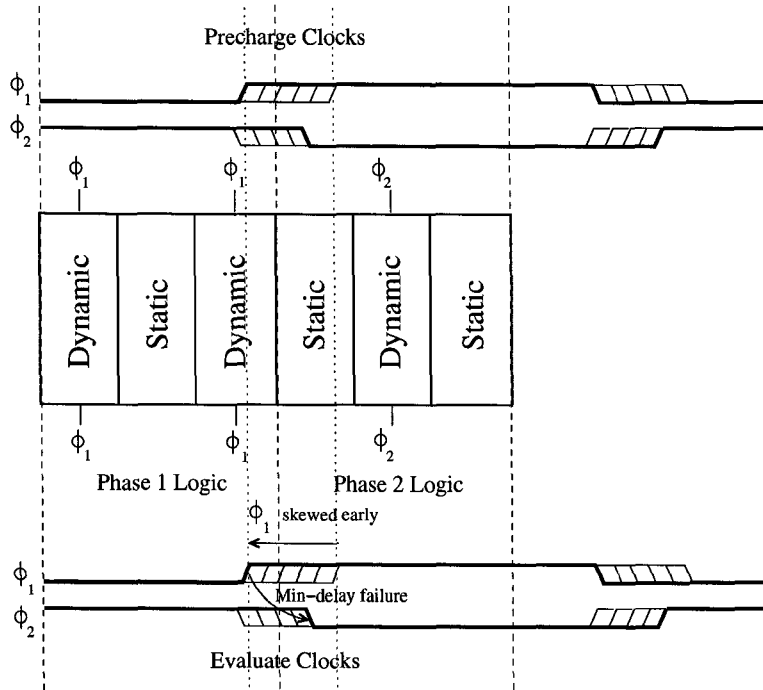 Precharge Clocks
ϕ1
ϕ2
ϕ1 ϕ1 ϕ2
Dynamic Static Dynamic Static Dynamic Static
ϕ1 ϕ1 ϕ2
Phase 1 Logic Phase 2 Logic
ϕ1 skewed early
ϕ1
Min-delay failure
ϕ2
Evaluate Clocks